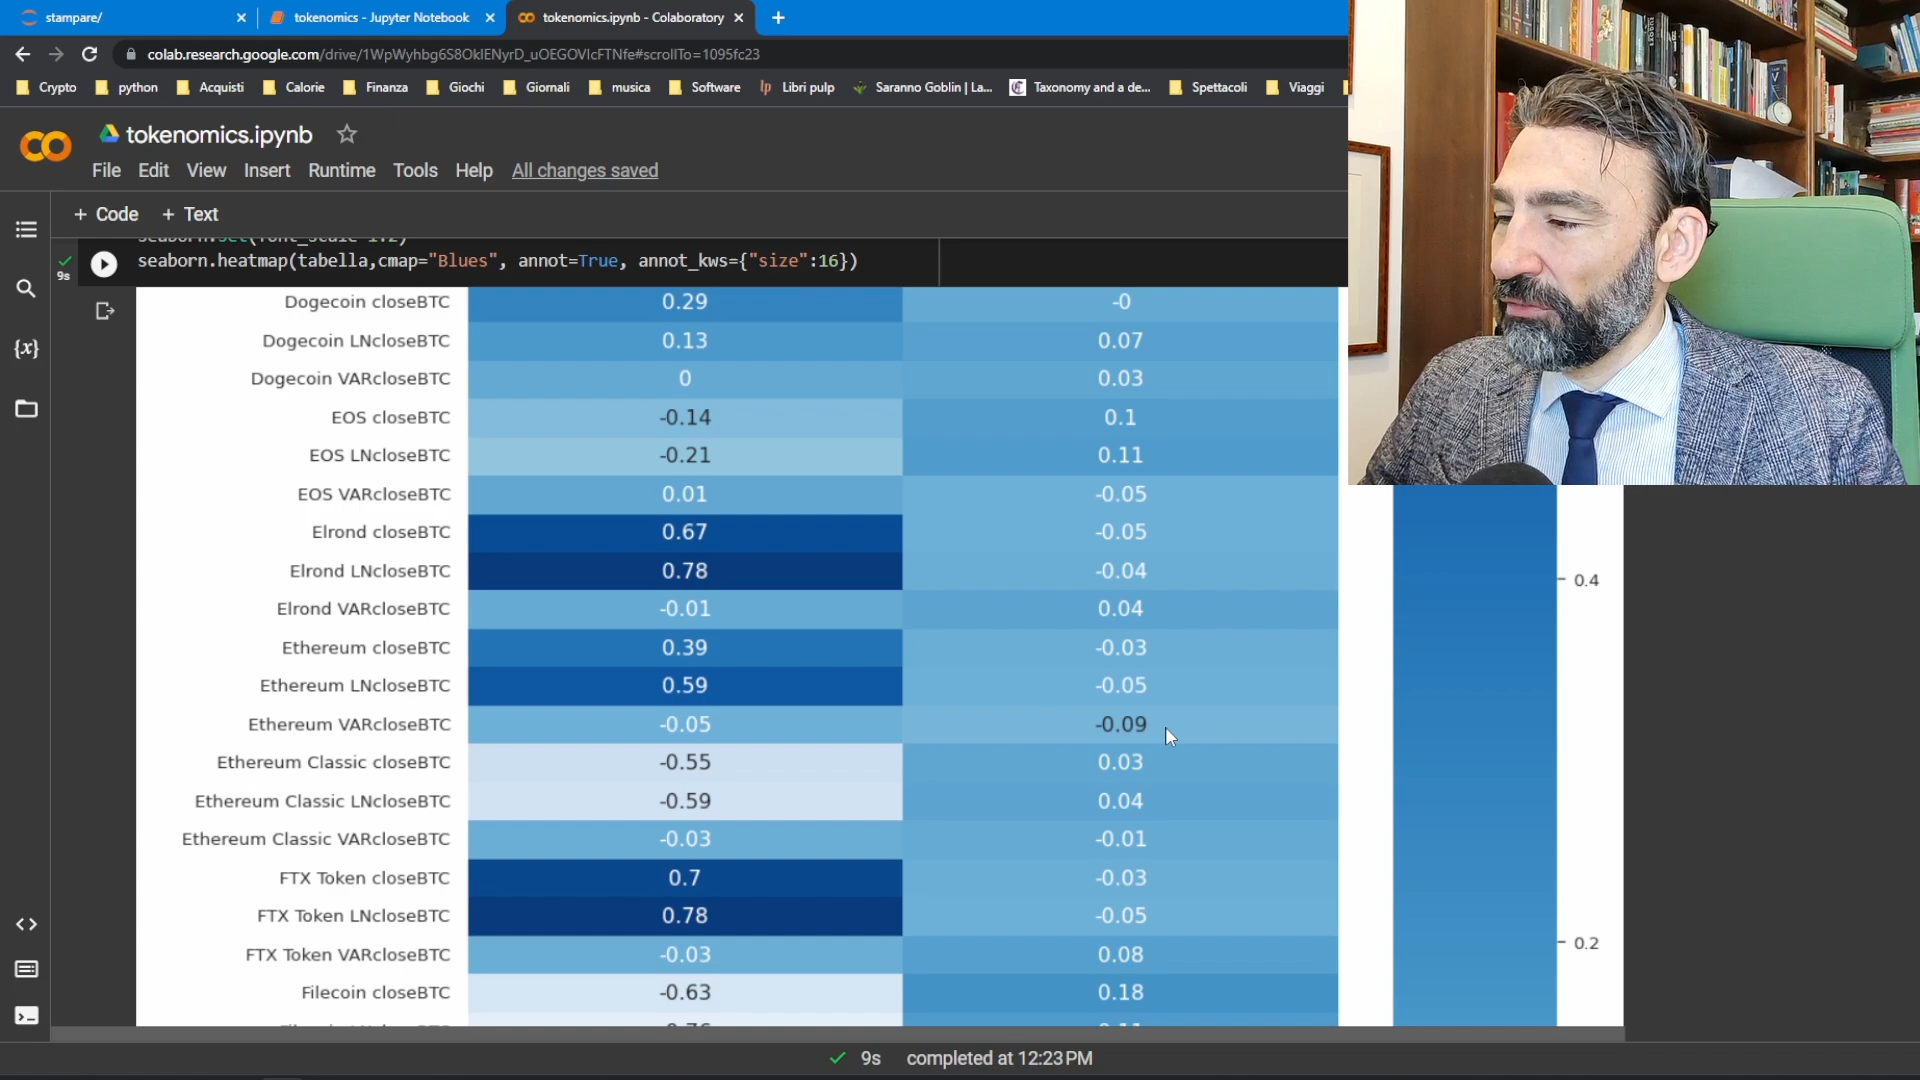 stampare/
tokenomics - Jupyter Notebook
tokenomics.ipynb - Colaboratory
colab.research.google.com/drive/1WpWyhbg6S8OklENyrD_uOEGOVlcFTNfe#scrollTo=1095fc23
Crypto
python
Acquisti
Calorie
Finanza
Giochi
Giornali
musica
Software
lp Libri pulp
Saranno Goblin | La...
Taxonomy and a de...
Spettacoli
Viaggi
tokenomics.ipynb
File Edit View Insert Runtime Tools Help All changes saved
+ Code + Text
9s
seaborn.heatmap(tabella,cmap="Blues", annot=True, annot_kws={"size":16})
Dogecoin closeBTC 0.29 -0
Dogecoin LNcloseBTC 0.13 0.07
Dogecoin VARcloseBTC 0 0.03
EOS closeBTC -0.14 0.1
EOS LNcloseBTC -0.21 0.11
EOS VARcloseBTC 0.01 -0.05
Elrond closeBTC 0.67 -0.05
Elrond LNcloseBTC 0.78 -0.04
Elrond VARcloseBTC -0.01 0.04
Ethereum closeBTC 0.39 -0.03
Ethereum LNcloseBTC 0.59 -0.05
Ethereum VARcloseBTC -0.05 -0.09
Ethereum Classic closeBTC -0.55 0.03
Ethereum Classic LNcloseBTC -0.59 0.04
Ethereum Classic VARcloseBTC -0.03 -0.01
FTX Token closeBTC 0.7 -0.03
FTX Token LNcloseBTC 0.78 -0.05
FTX Token VARcloseBTC -0.03 0.08
Filecoin closeBTC -0.63 0.18
0.4
0.2
9s completed at 12:23 PM